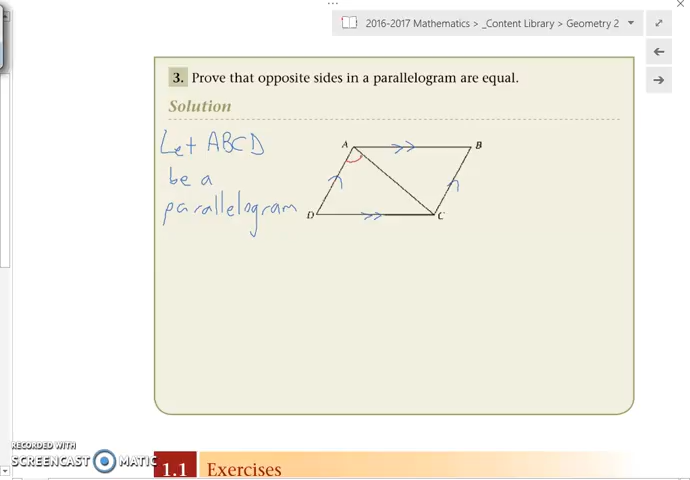 2016-2017 Mathematics > _Content Library > Geometry 2
3. Prove that opposite sides in a parallelogram are equal.
Solution
Let ABCD
be a
parallelogram
A
B
D
C
RECORDED WITH
SCREENCAST MATIC
1.1 Exercises